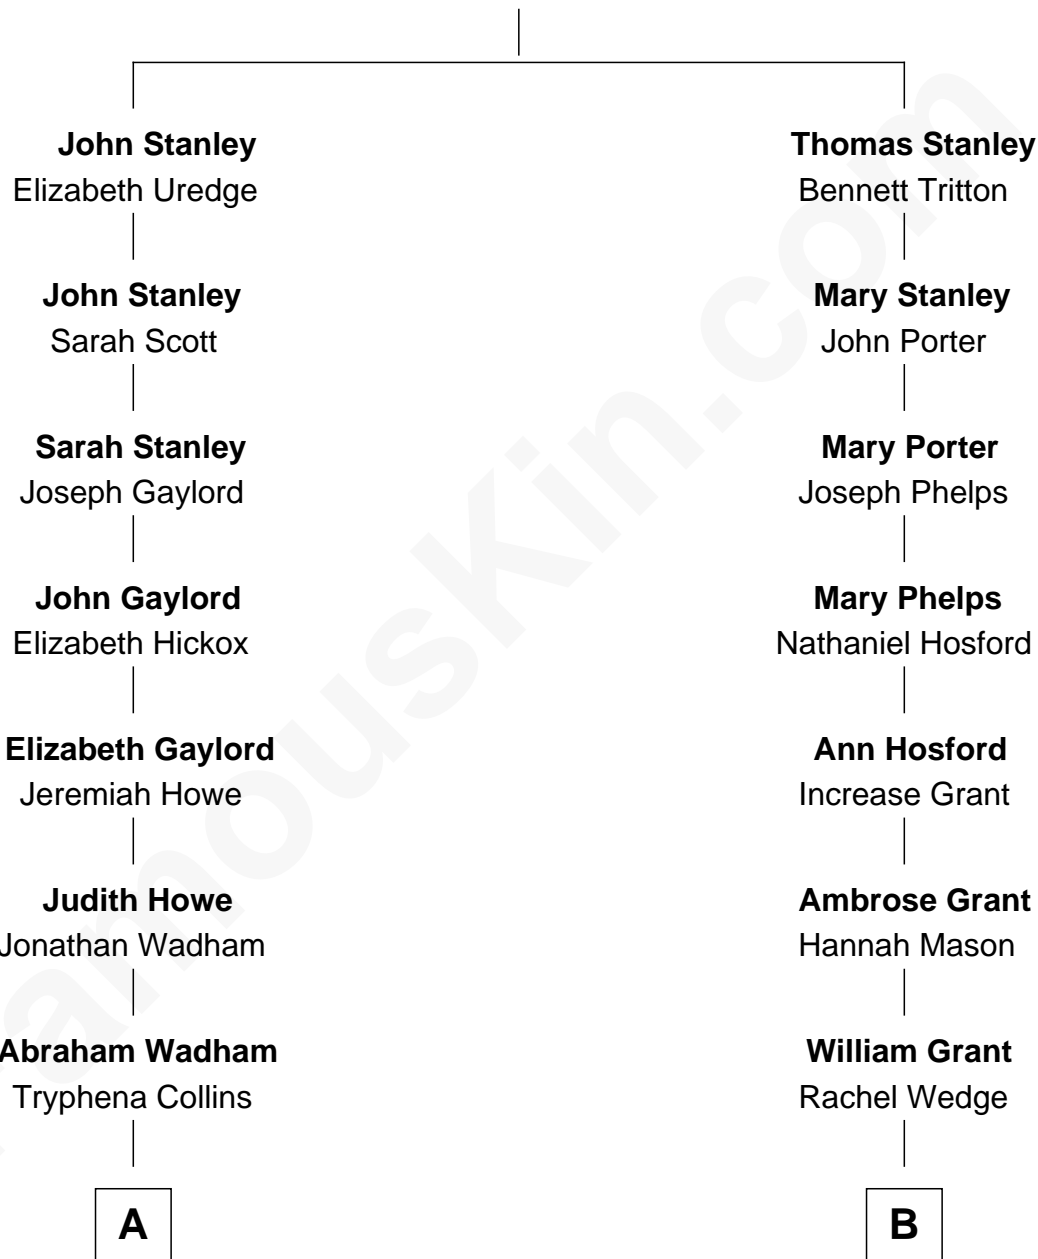 John Stanley
Elizabeth Uredge
John Stanley
Sarah Scott
Sarah Stanley
Joseph Gaylord
John Gaylord
Elizabeth Hickox
Elizabeth Gaylord
Jeremiah Howe
Judith Howe
Jonathan Wadham
Abraham Wadham
Tryphena Collins
A
Thomas Stanley
Bennett Tritton
Mary Stanley
John Porter
Mary Porter
Joseph Phelps
Mary Phelps
Nathaniel Hosford
Ann Hosford
Increase Grant
Ambrose Grant
Hannah Mason
William Grant
Rachel Wedge
B
FamousKin.com